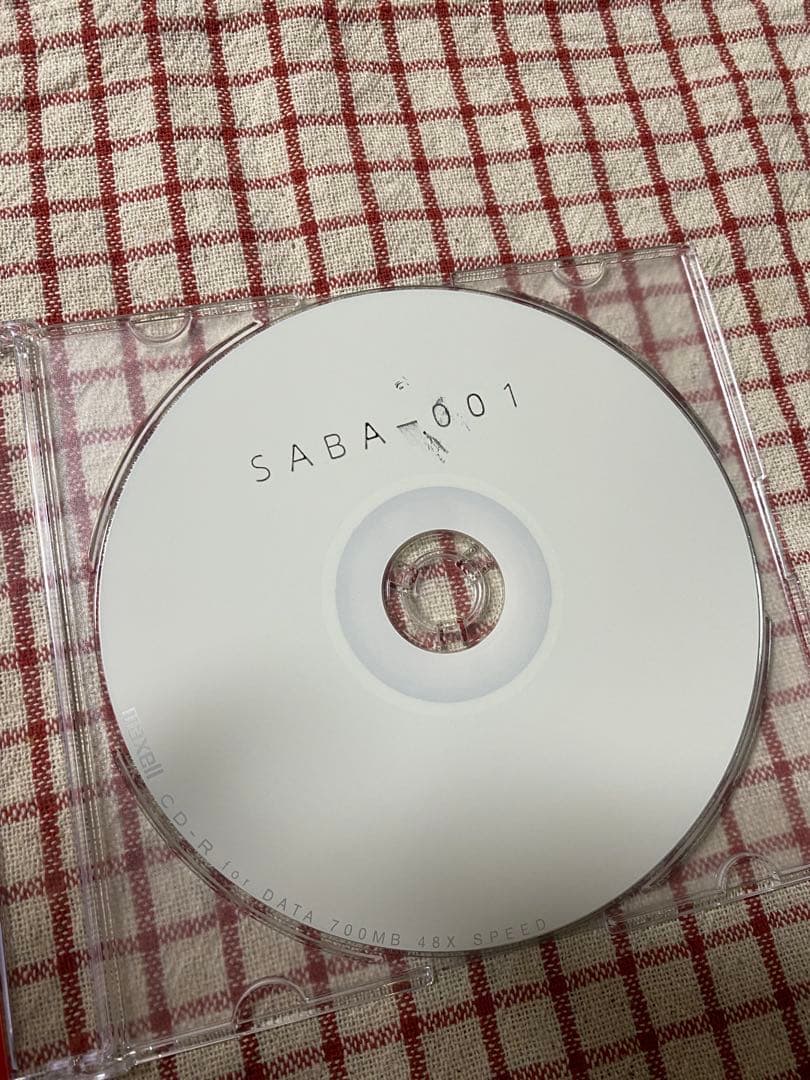 SABA-001
maxell
CD-R for DATA 700MB 48X SPEED